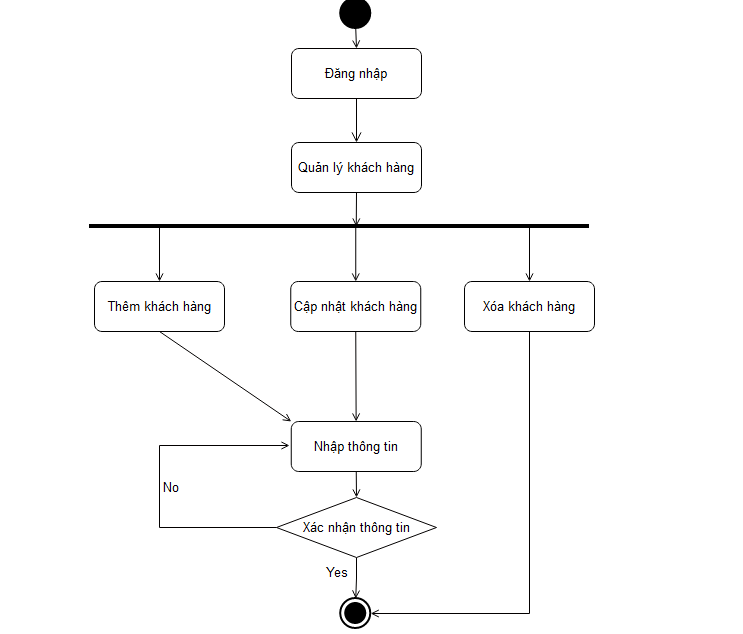 Đăng nhập
Quản lý khách hàng
Thêm khách hàng
Cập nhật khách hàng
Xóa khách hàng
Nhập thông tin
No
Xác nhận thông tin
Yes